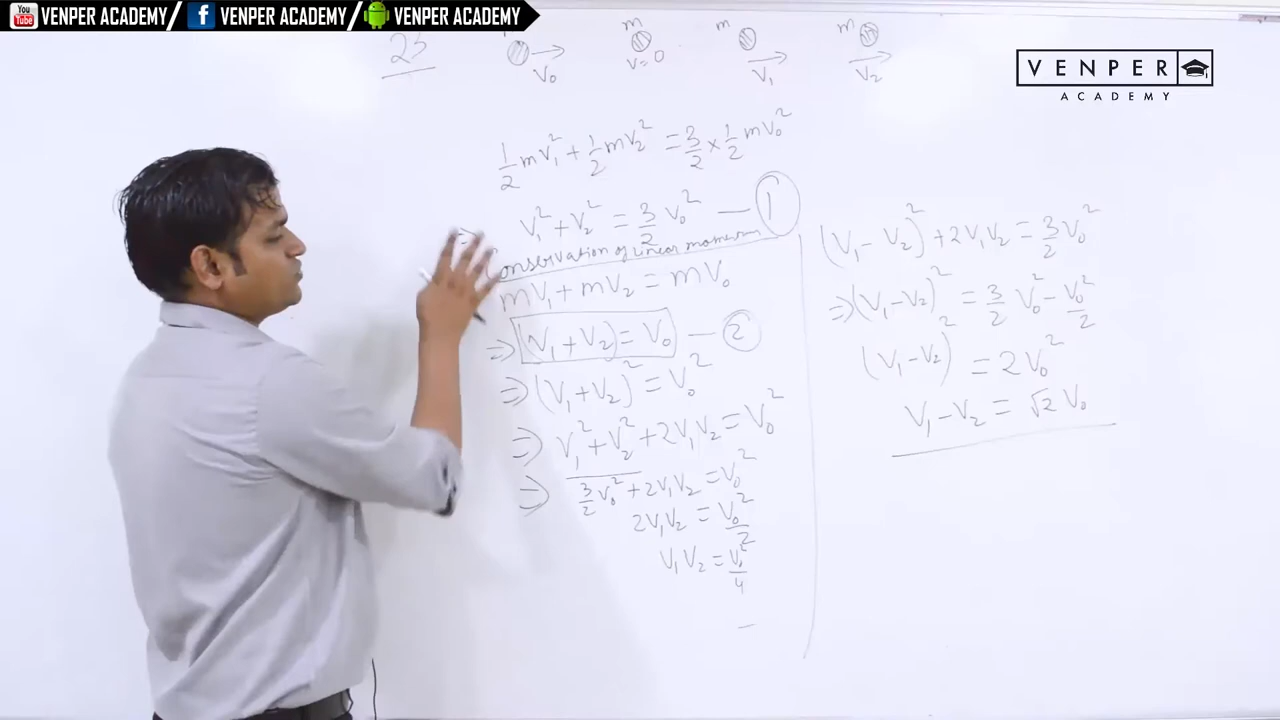 YouTube VENPER ACADEMY / f VENPER ACADEMY / VENPER ACADEMY
VENPER
ACADEMY
23
m m m m
V₀ V=0 V₁ V₂
½ mV₁² + ½ mV₂² = 3/2 × ½ mV₀²
⇒ V₁² + V₂² = 3/2 V₀² — 1
Conservation of linear momentum
mV₁ + mV₂ = mV₀
⇒ (V₁ + V₂) = V₀ — 2
⇒ (V₁ + V₂)² = V₀²
⇒ V₁² + V₂² + 2V₁V₂ = V₀²
⇒ 3/2 V₀² + 2V₁V₂ = V₀²
2V₁V₂ = V₀²/2
V₁V₂ = V₀²/4
(V₁ - V₂)² + 2V₁V₂ = 3/2 V₀²
⇒ (V₁ - V₂)² = 3/2 V₀² - V₀²/2
(V₁ - V₂)² = 2V₀²
V₁ - V₂ = √2 V₀